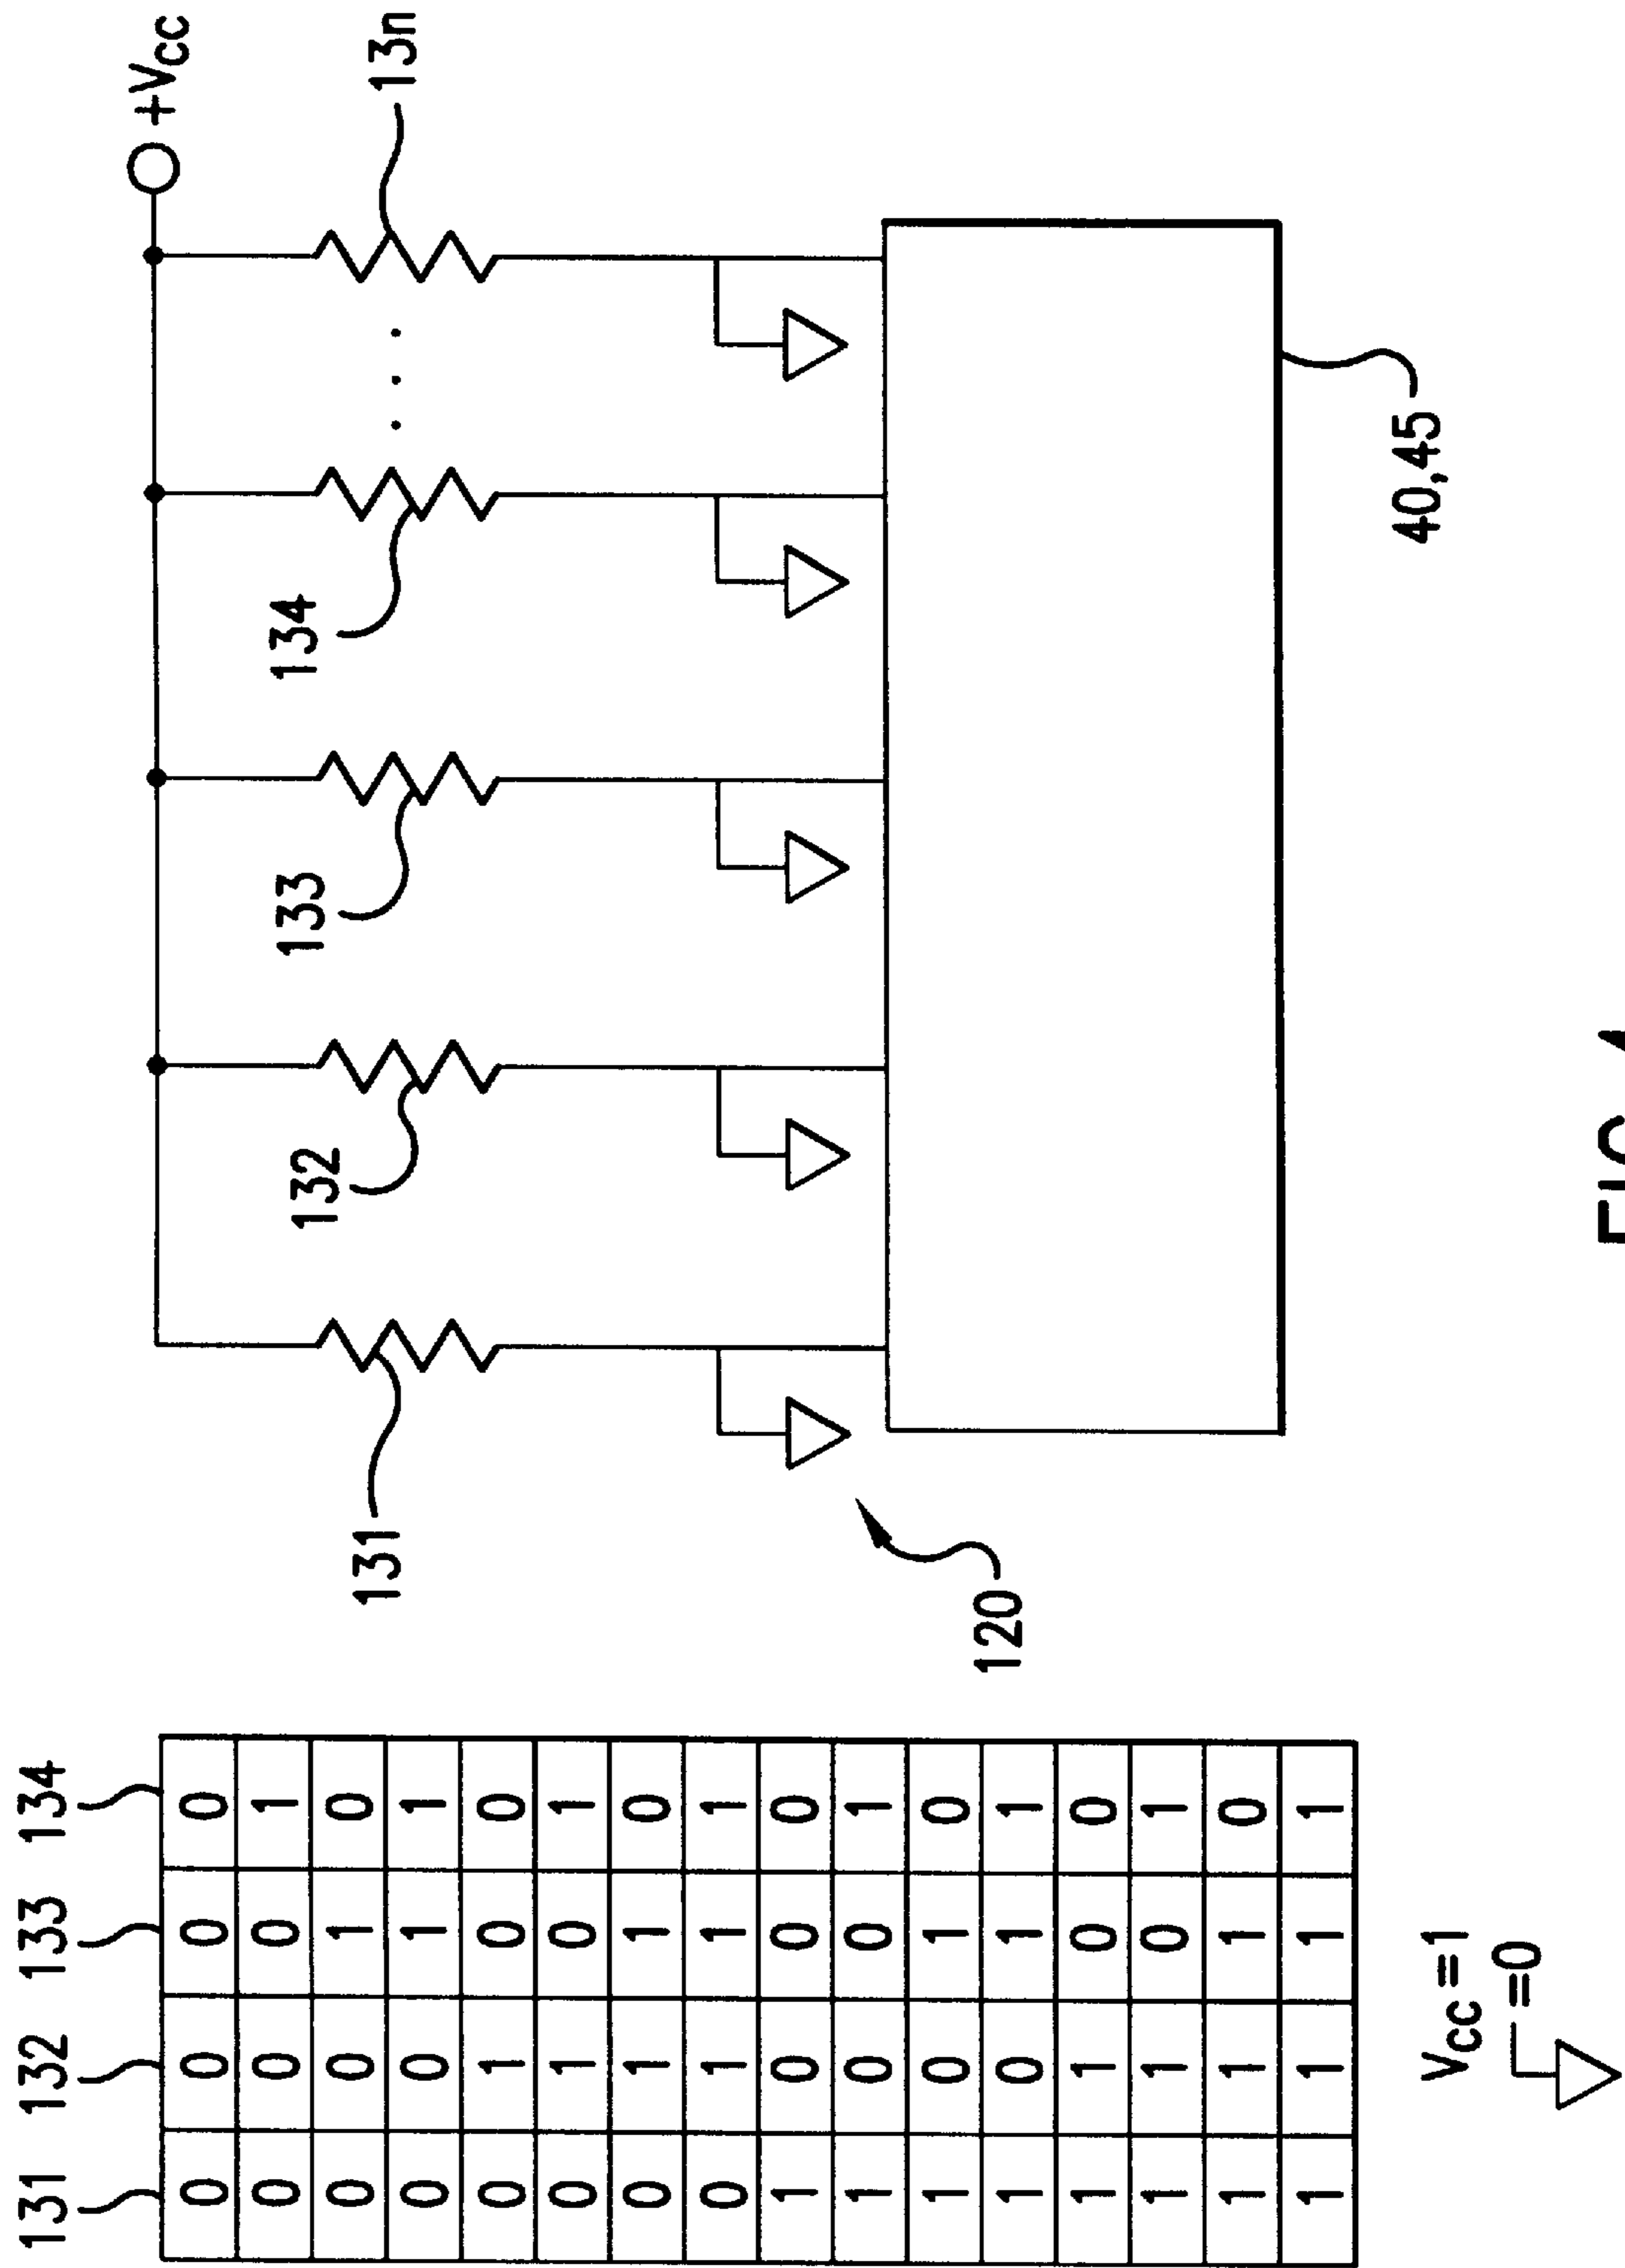 131 132 133 134
0 0 0 0
0 0 0 1
0 0 1 0
0 0 1 1
0 1 0 0
0 1 0 1
0 1 1 0
0 1 1 1
1 0 0 0
1 0 0 1
1 0 1 0
1 0 1 1
1 1 0 0
1 1 0 1
1 1 1 0
1 1 1 1
VCC=1
=0
+VCC
13n
134
133
132
131
120
40,45